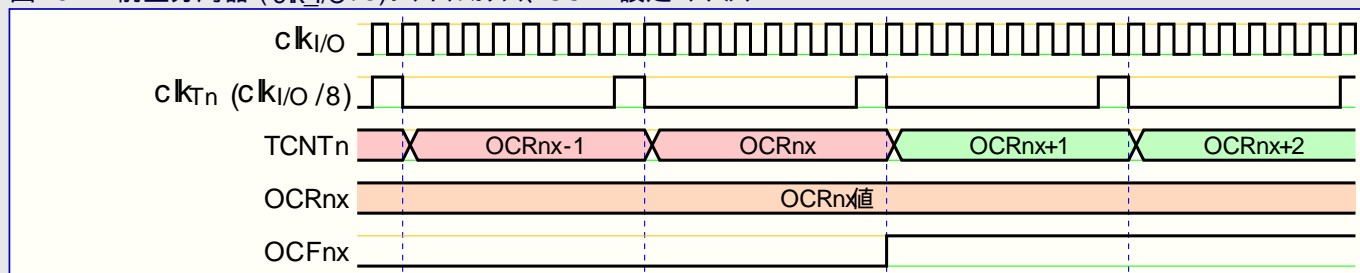 clkI/O
clkTn (clkI/O /8)
TCNTn OCRnx-1 OCRnx OCRnx+1 OCRnx+2
OCRnx OCRnx値
OCFnx